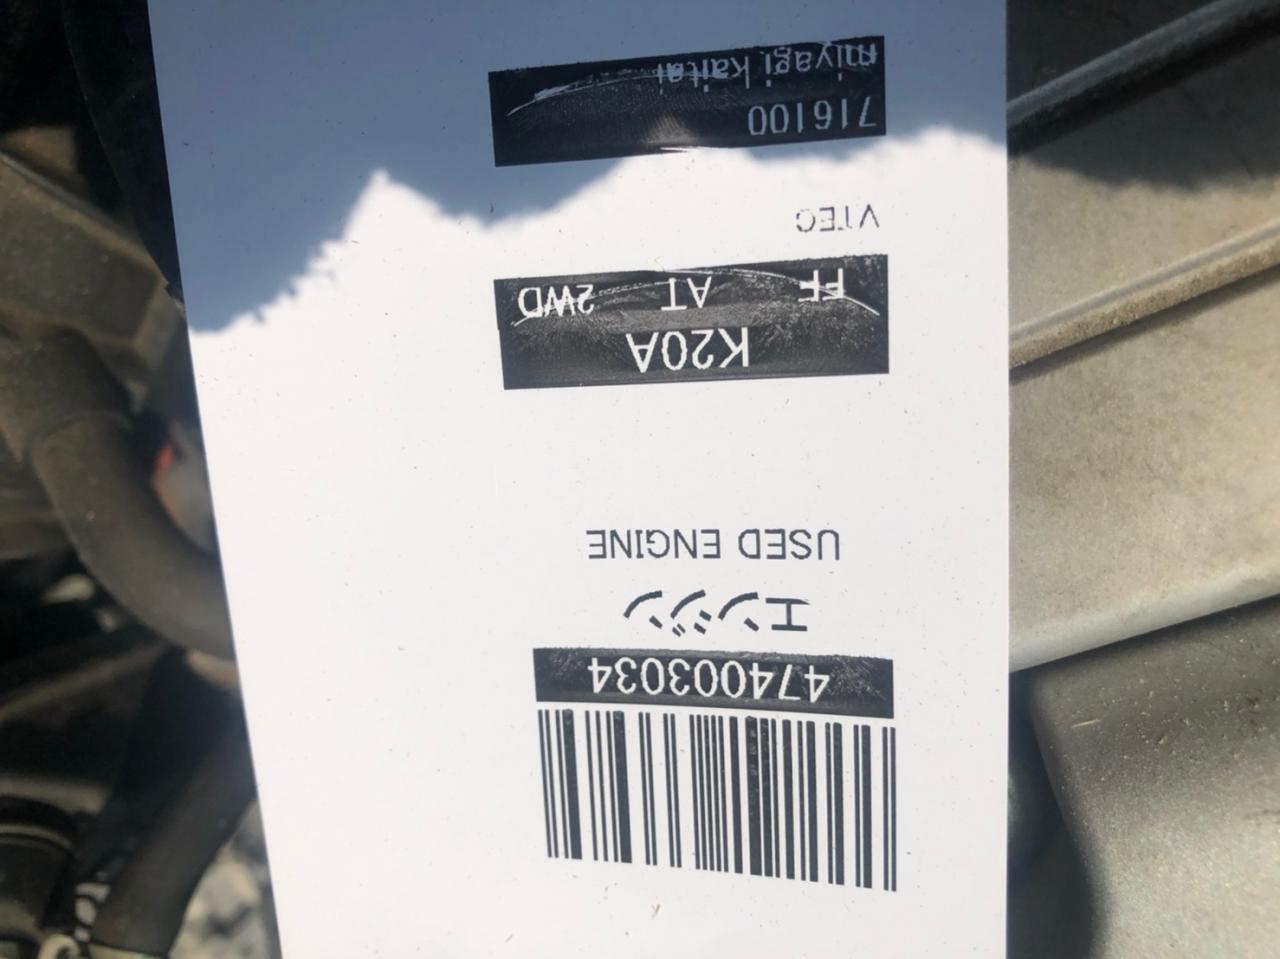 474003034
エンジン
USED ENGINE
K20A
FF AT 2WD
VTEC
716100
miyagi kaitai